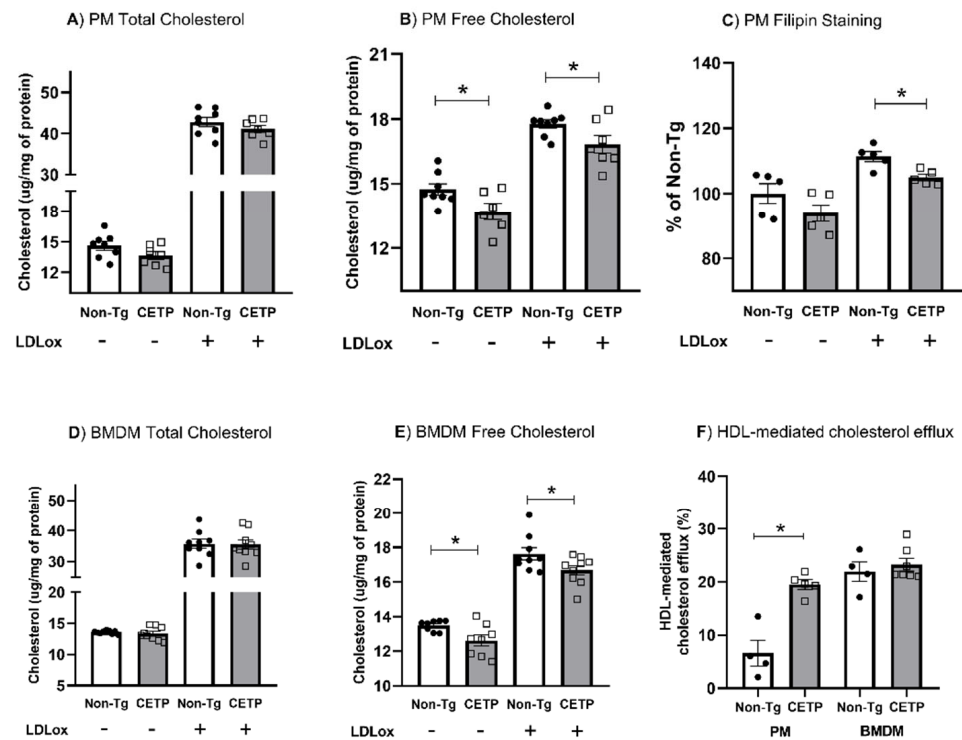 A) PM Total Cholesterol
Cholesterol (ug/mg of protein)
50
40
30
18
15
12
Non-Tg CETP Non-Tg CETP
LDLox - - + +
B) PM Free Cholesterol
Cholesterol (ug/mg of protein)
21
18
15
12
* *
Non-Tg CETP Non-Tg CETP
LDLox - - + +
C) PM Filipin Staining
% of Non-Tg
140
120
100
80
*
Non-Tg CETP Non-Tg CETP
LDLox - - + +
D) BMDM Total Cholesterol
Cholesterol (ug/mg of protein)
50
40
30
20
15
10
5
Non-Tg CETP Non-Tg CETP
LDLox - - + +
E) BMDM Free Cholesterol
Cholesterol (ug/mg of protein)
22
20
18
16
14
12
10
* *
Non-Tg CETP Non-Tg CETP
LDLox - - + +
F) HDL-mediated cholesterol efflux
HDL-mediated
cholesterol efflux (%)
40
30
20
10
0
*
Non-Tg CETP Non-Tg CETP
PM BMDM